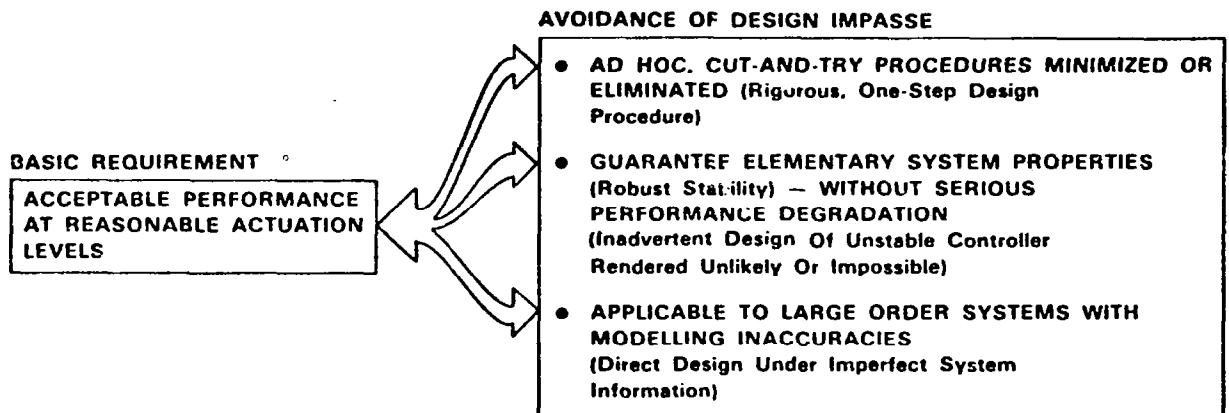 AVOIDANCE OF DESIGN IMPASSE
• AD HOC. CUT-AND-TRY PROCEDURES MINIMIZED OR
ELIMINATED (Rigorous, One-Step Design
Procedure)
BASIC REQUIREMENT
ACCEPTABLE PERFORMANCE
AT REASONABLE ACTUATION
LEVELS
• GUARANTEE ELEMENTARY SYSTEM PROPERTIES
(Robust Stability) — WITHOUT SERIOUS
PERFORMANCE DEGRADATION
(Inadvertent Design Of Unstable Controller
Rendered Unlikely Or Impossible)
• APPLICABLE TO LARGE ORDER SYSTEMS WITH
MODELLING INACCURACIES
(Direct Design Under Imperfect System
Information)